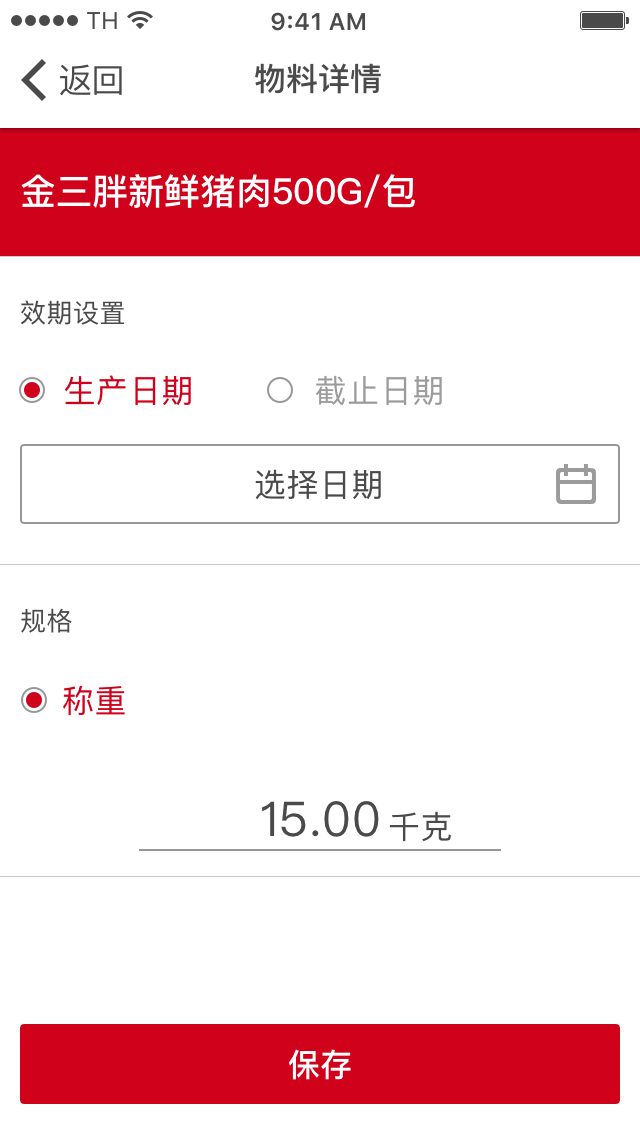 TH 9:41 AM
返回 物料详情
金三胖新鲜猪肉500G/包
效期设置
生产日期 截止日期
选择日期
规格
称重
15.00 千克
保存